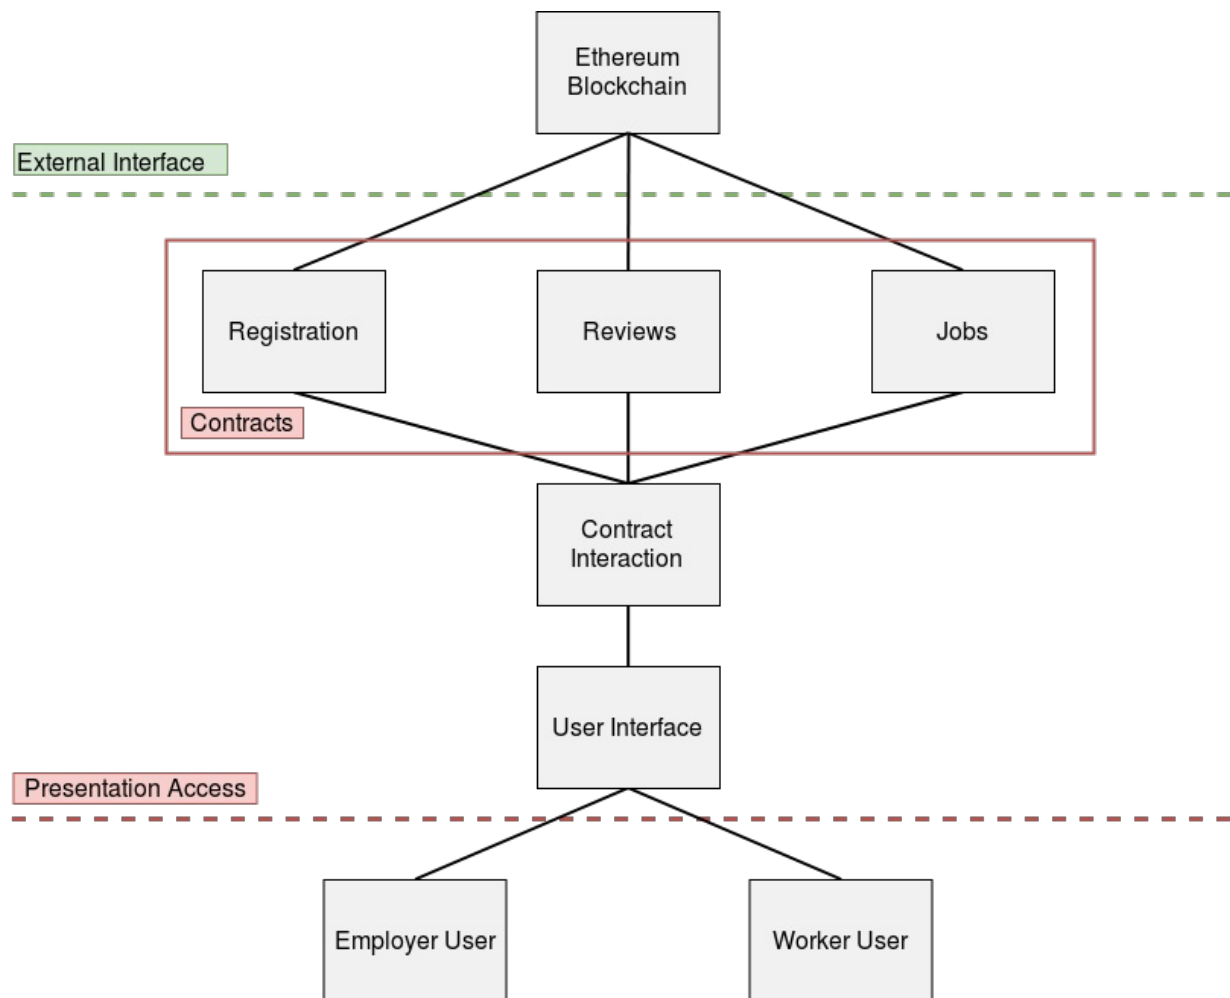 Ethereum
Blockchain
External Interface
Registration
Reviews
Jobs
Contracts
Contract
Interaction
User Interface
Presentation Access
Employer User
Worker User